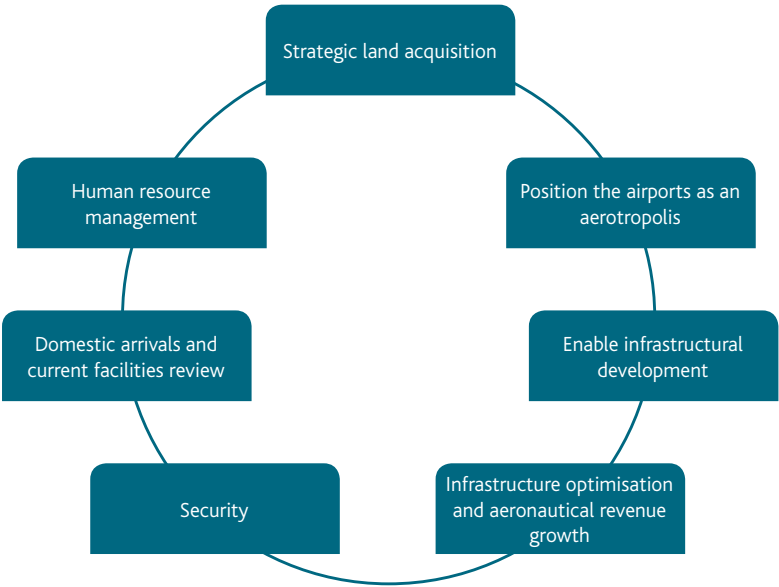 Strategic land acquisition
Position the airports as an
aerotropolis
Enable infrastructural
development
Infrastructure optimisation
and aeronautical revenue
growth
Security
Domestic arrivals and
current facilities review
Human resource
management